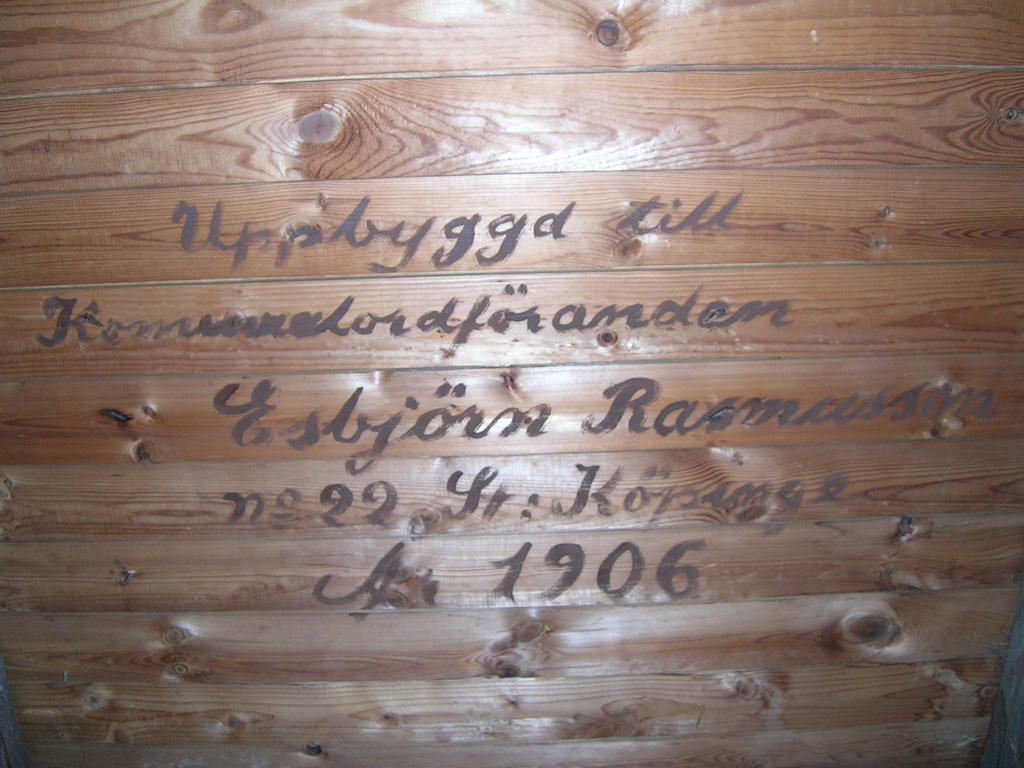 Uppbyggd till
Kommunalordföranden
Esbjörn Rasmusson
no 22 St: Köpinge
År 1906